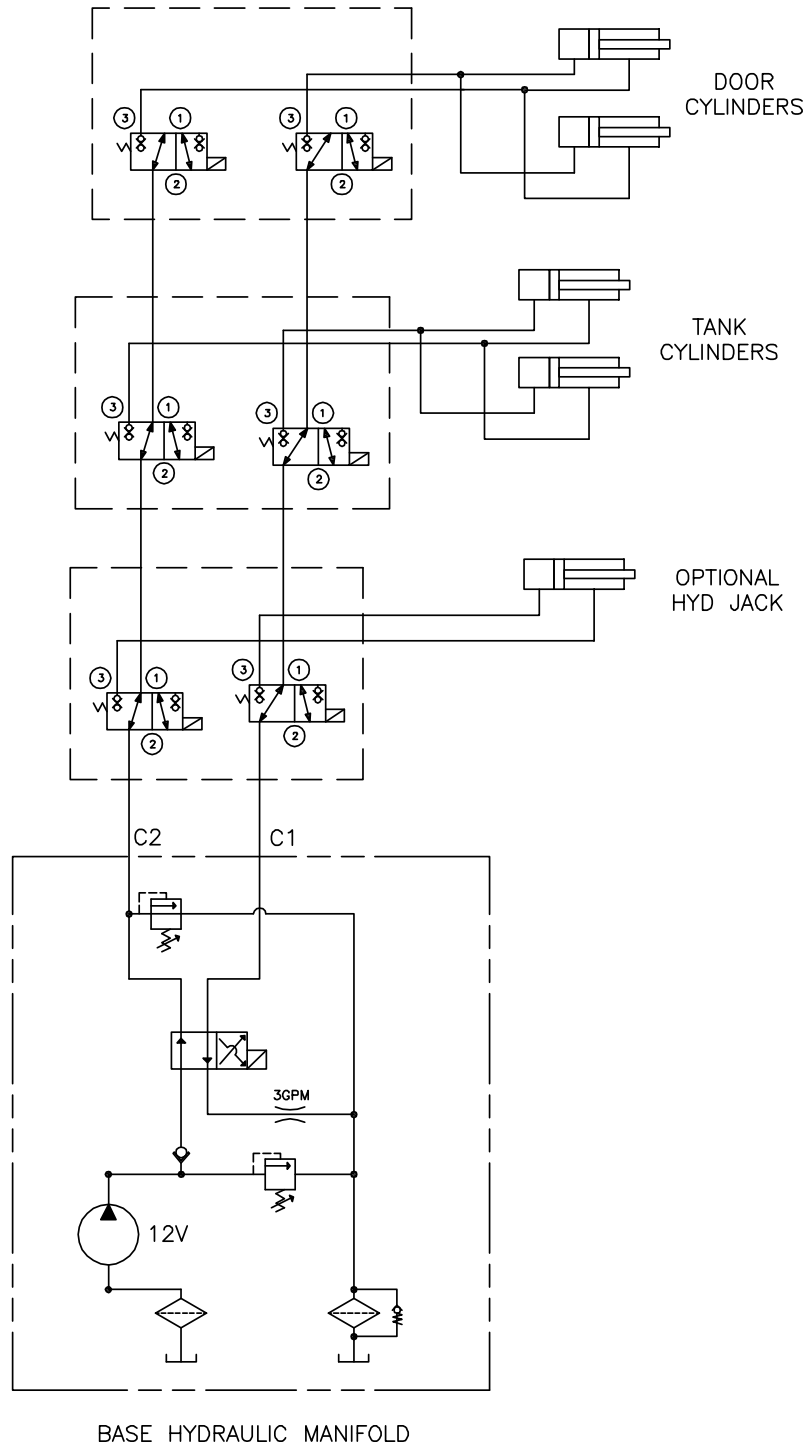 DOOR
CYLINDERS
3 1 3 1
2 2
TANK
CYLINDERS
3 1 3 1
2 2
OPTIONAL
HYD JACK
3 1 3 1
2 2
C2 C1
3GPM
12V
BASE HYDRAULIC MANIFOLD